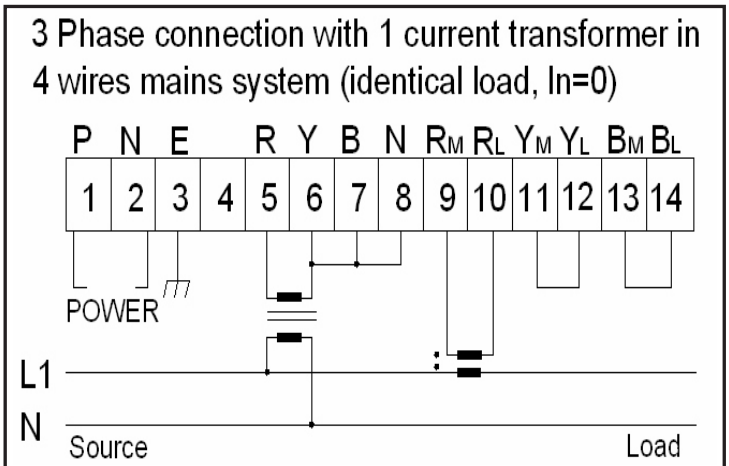 3 Phase connection with 1 current transformer in
4 wires mains system (identical load, In=0)
P N E R Y B N RM RL YM YL BM BL
1 2 3 4 5 6 7 8 9 10 11 12 13 14
POWER
L1
N
Source Load